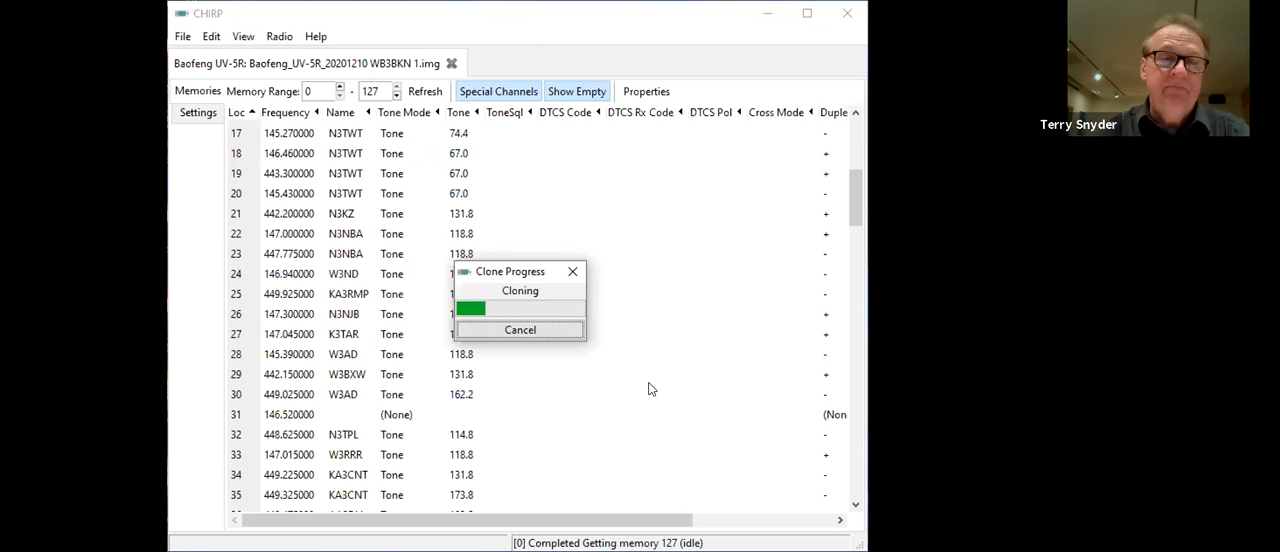 CHIRP
File Edit View Radio Help
Baofeng UV-5R: Baofeng_UV-5R_20201210 WB3BKN 1.img
Memories Memory Range: 0 - 127 Refresh Special Channels Show Empty Properties
Settings
Loc Frequency Name Tone Mode Tone ToneSql DTCS Code DTCS Rx Code DTCS Pol Cross Mode Duple
17 145.270000 N3TWT Tone 74.4 -
18 146.460000 N3TWT Tone 67.0 +
19 443.300000 N3TWT Tone 67.0 +
20 145.430000 N3TWT Tone 67.0 -
21 442.200000 N3KZ Tone 131.8 +
22 147.000000 N3NBA Tone 118.8 +
23 447.775000 N3NBA Tone 118.8 -
24 146.940000 W3ND Tone 1 -
25 449.925000 KA3RMP Tone 1 -
26 147.300000 N3NJB Tone 1 +
27 147.045000 K3TAR Tone 1 +
28 145.390000 W3AD Tone 118.8 -
29 442.150000 W3BXW Tone 131.8 +
30 449.025000 W3AD Tone 162.2 -
31 146.520000 (None) (Non
32 448.625000 N3TPL Tone 114.8 -
33 147.015000 W3RRR Tone 118.8 +
34 449.225000 KA3CNT Tone 131.8 -
35 449.325000 KA3CNT Tone 173.8 -
Clone Progress
Cloning
Cancel
[0] Completed Getting memory 127 (idle)
Terry Snyder